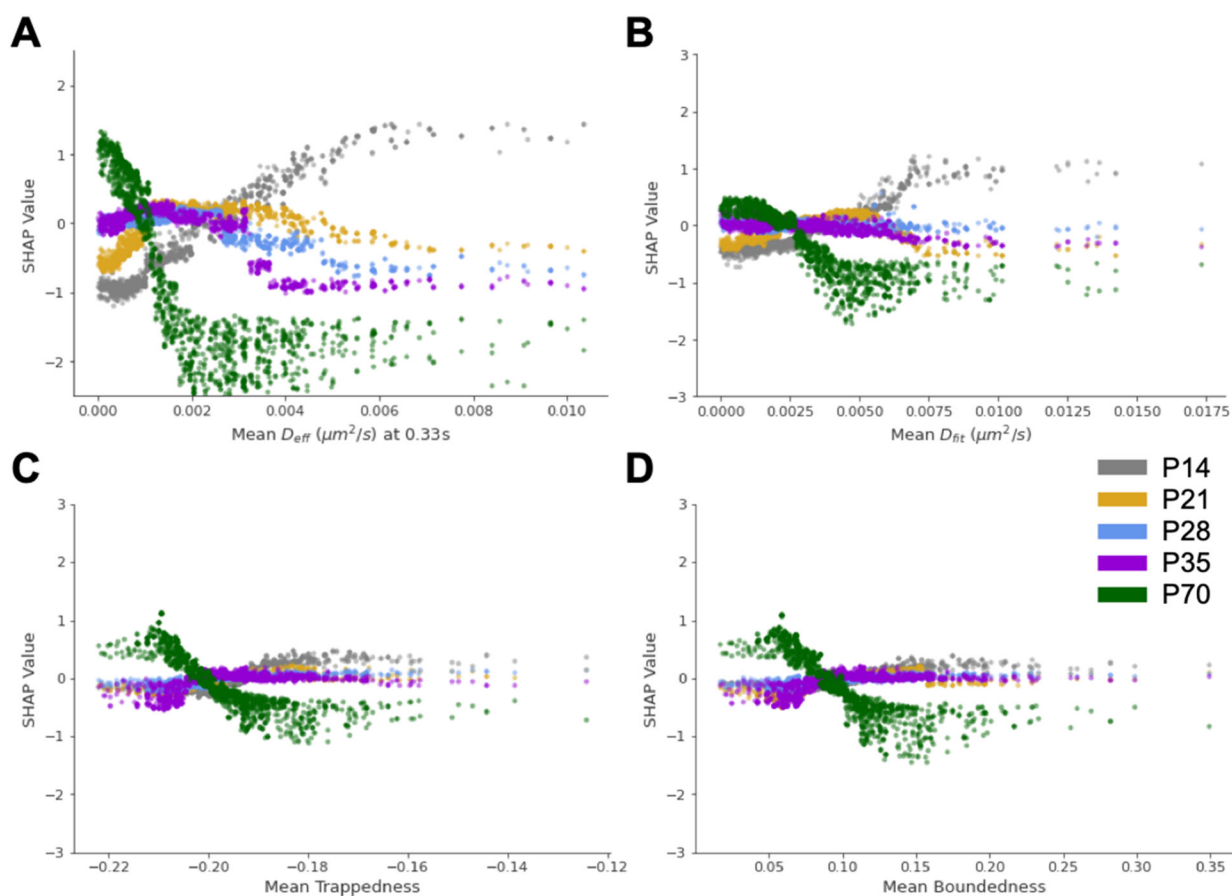 A
B
2
1
0
−1
−2
SHAP Value
0.000 0.002 0.004 0.006 0.008 0.010
Mean D_eff (μm²/s) at 0.33s
3
2
1
0
−1
−2
−3
SHAP Value
0.0000 0.0025 0.0050 0.0075 0.0100 0.0125 0.0150 0.0175
Mean D_fit (μm²/s)
C
D
3
2
1
0
−1
−2
−3
SHAP Value
−0.22 −0.20 −0.18 −0.16 −0.14 −0.12
Mean Trappedness
3
2
1
0
−1
−2
−3
SHAP Value
0.05 0.10 0.15 0.20 0.25 0.30 0.35
Mean Boundedness
P14
P21
P28
P35
P70